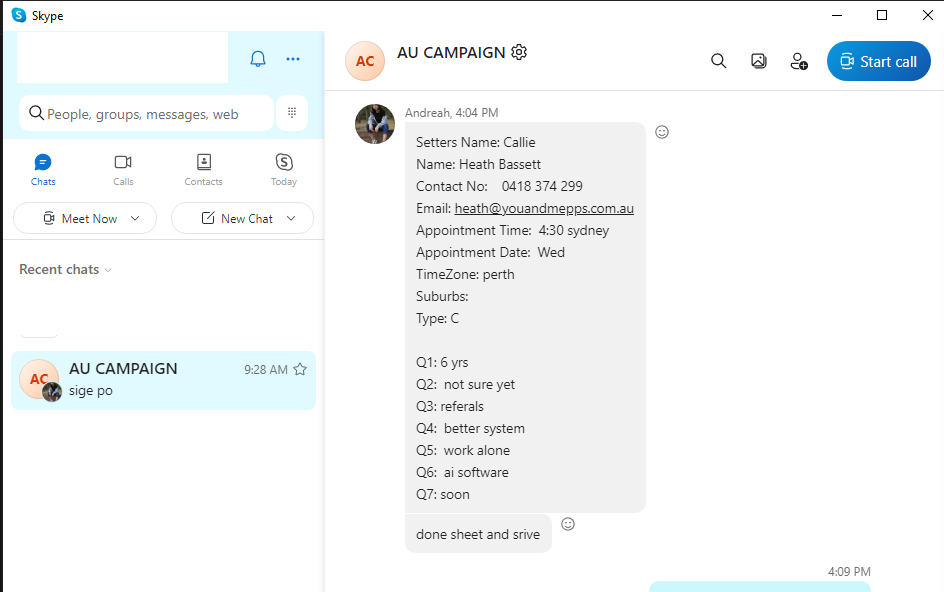 Skype
AU CAMPAIGN
Start call
People, groups, messages, web
Chats
Calls
Contacts
Today
Meet Now
New Chat
Recent chats
AC
AU CAMPAIGN
9:28 AM
sige po
AC
Andreah, 4:04 PM
Setters Name: Callie
Name: Heath Bassett
Contact No: 0418 374 299
Email: heath@youandmepps.com.au
Appointment Time: 4:30 sydney
Appointment Date: Wed
TimeZone: perth
Suburbs:
Type: C
Q1: 6 yrs
Q2: not sure yet
Q3: referals
Q4: better system
Q5: work alone
Q6: ai software
Q7: soon
done sheet and srive
4:09 PM